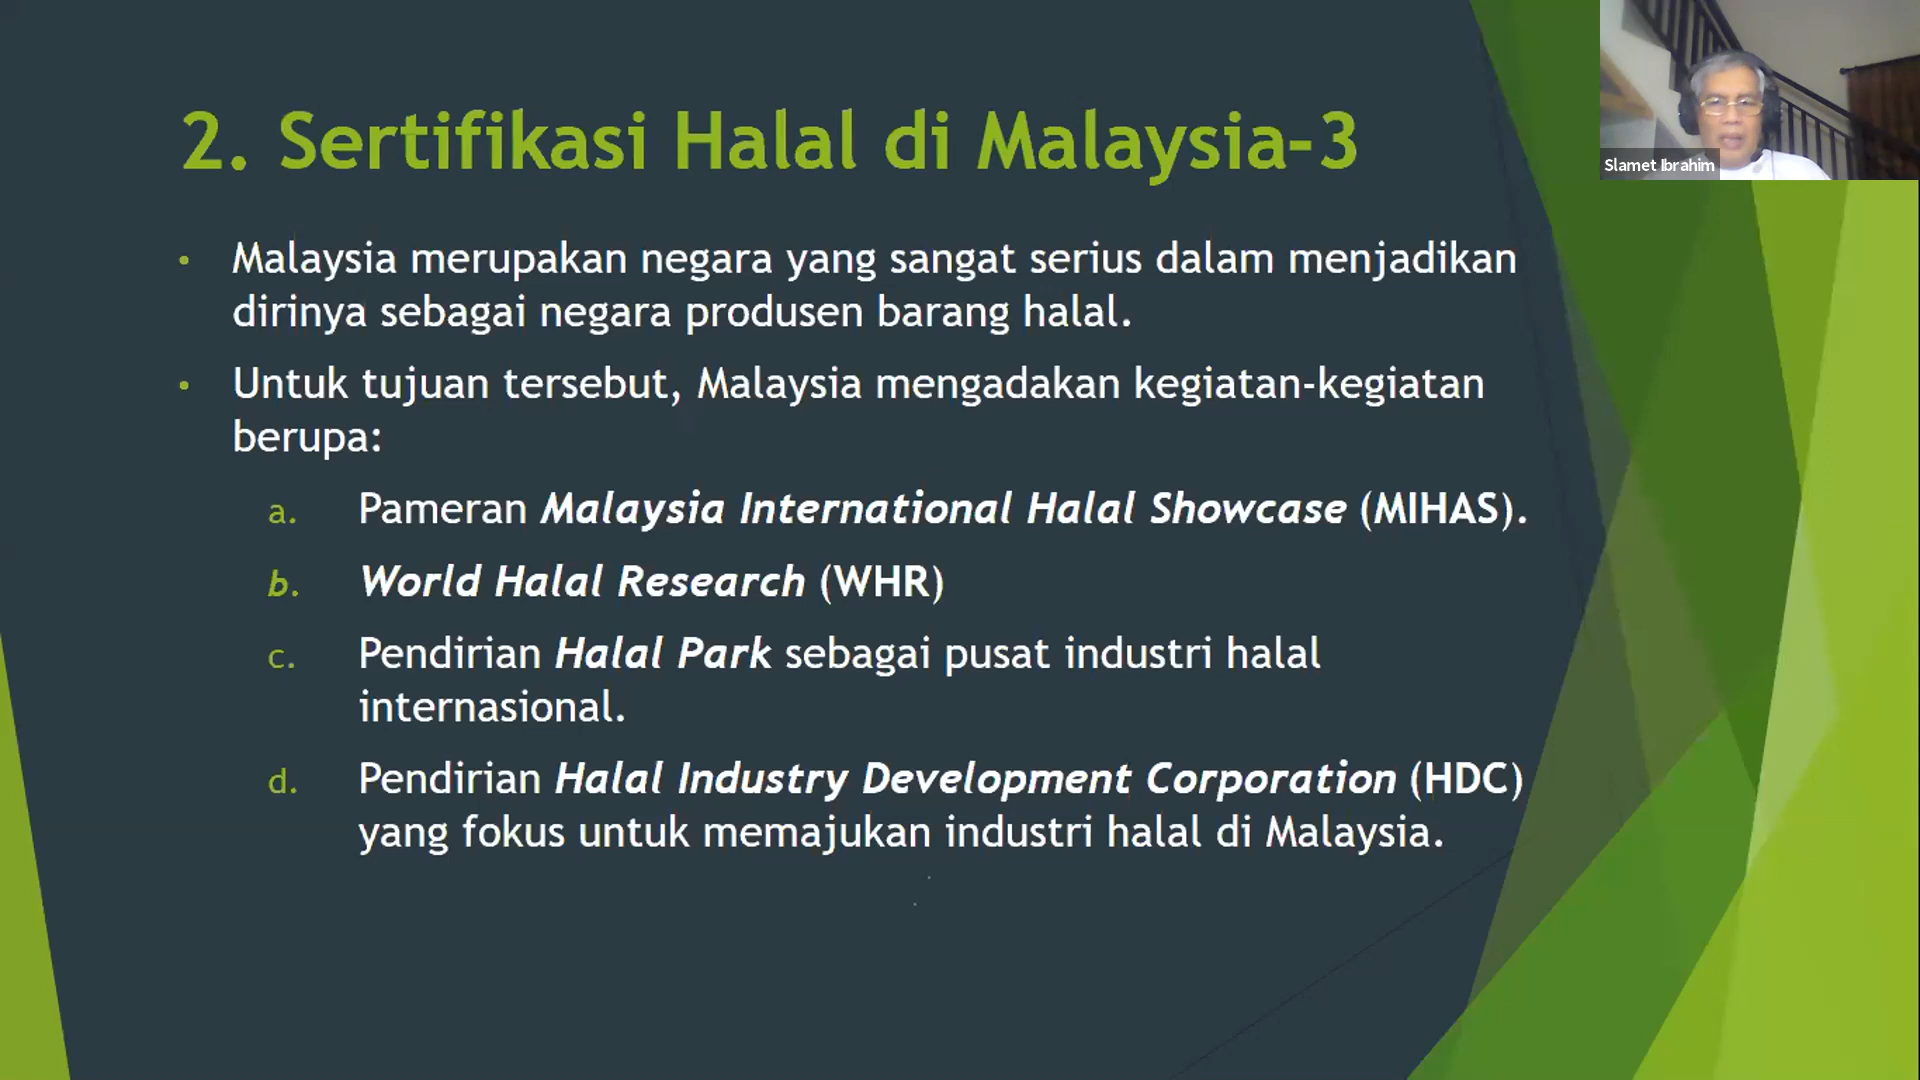 2. Sertifikasi Halal di Malaysia-3
Slamet Ibrahim
• Malaysia merupakan negara yang sangat serius dalam menjadikan
dirinya sebagai negara produsen barang halal.
• Untuk tujuan tersebut, Malaysia mengadakan kegiatan-kegiatan
berupa:
a. Pameran Malaysia International Halal Showcase (MIHAS).
b. World Halal Research (WHR)
c. Pendirian Halal Park sebagai pusat industri halal
internasional.
d. Pendirian Halal Industry Development Corporation (HDC)
yang fokus untuk memajukan industri halal di Malaysia.